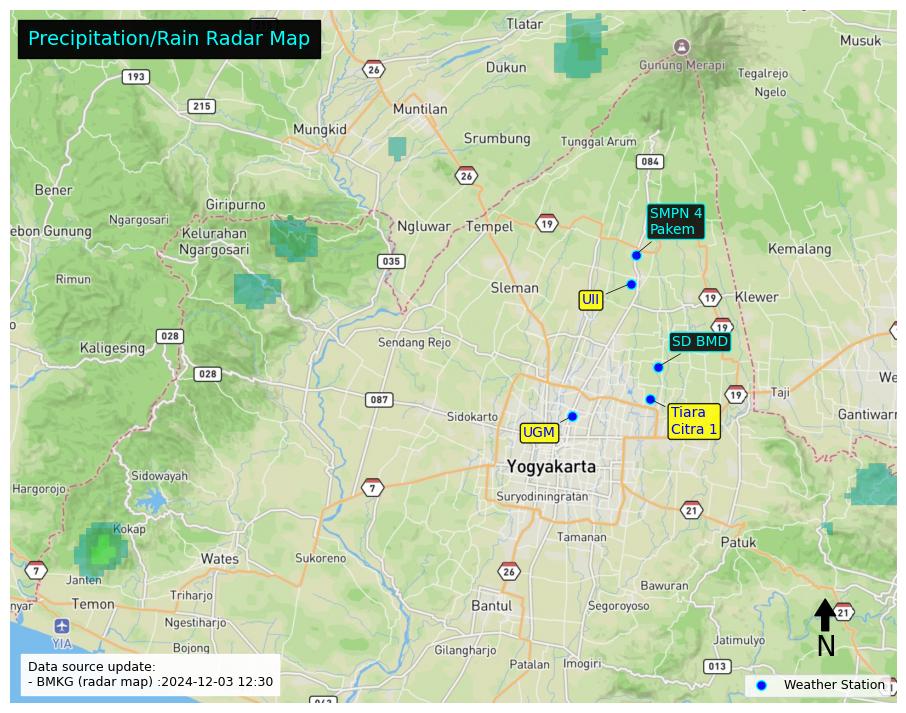 Precipitation/Rain Radar Map
Tlatar
Musuk
26
193
Dukun
Gunung Merapi
Tegalrejo
Ngelo
215
Muntilan
Mungkid
Srumbung
Tunggal Arum
084
26
Bener
Giripurno
Ngargosari
SMPN 4
Pakem
ebon Gunung
Kelurahan
Ngargosari
Ngluwar
Tempel
19
Kemalang
035
Rimun
Sleman
UII
19
Klewer
19
028
Sendang Rejo
SD BMD
Kaligesing
028
087
19
Taji
We
Sidokarto
Tiara
Citra 1
Gantiwarn
UGM
Yogyakarta
Sidowayah
Hargorojo
7
Suryodiningratan
21
Kokap
Tamanan
Patuk
Wates
Sukoreno
7
Janten
26
Bawuran
Temon
Triharjo
Bantul
Segoroyoso
21
nyar
YIA
Ngestiharjo
N
Bojong
Gilangharjo
Jatimulyo
Patalan
Imogiri
013
Data source update:
- BMKG (radar map) :2024-12-03 12:30
Weather Station